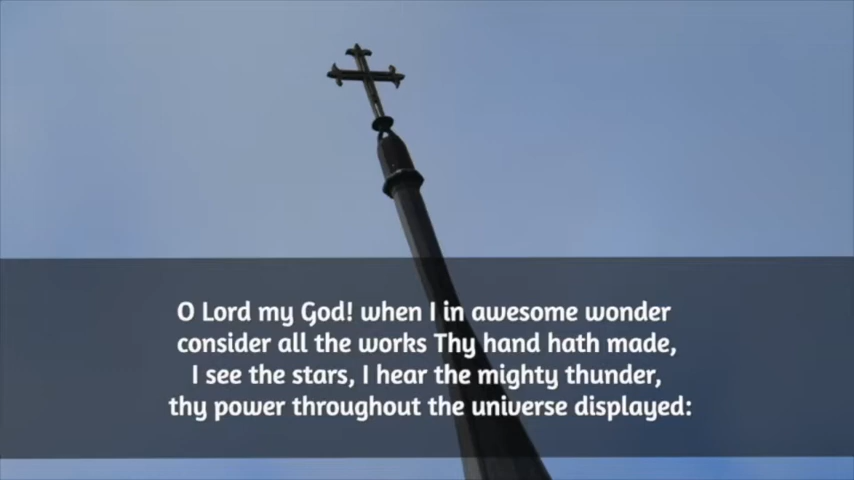 O Lord my God! when I in awesome wonder
consider all the works Thy hand hath made,
I see the stars, I hear the mighty thunder,
thy power throughout the universe displayed: